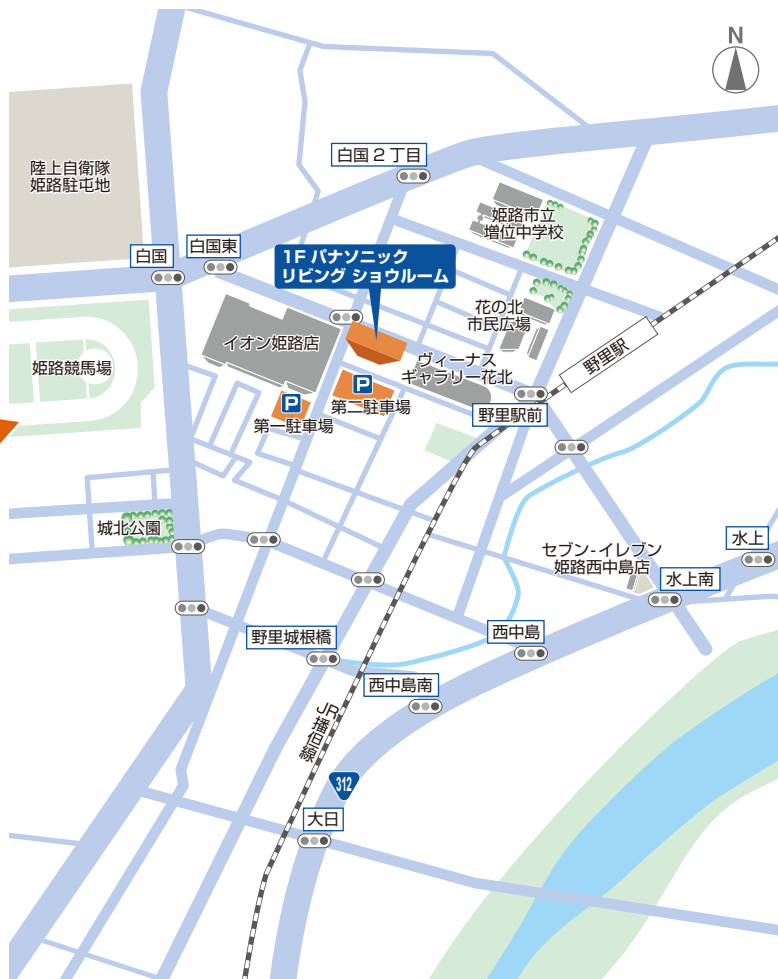 N
白国2丁目
陸上自衛隊
姫路駐屯地
姫路市立
増位中学校
白国東
白国
1F パナソニック
リビング ショウルーム
花の北
市民広場
イオン姫路店
野里駅
姫路競馬場
ヴィーナス
ギャラリー花北
P
第二駐車場
P
第一駐車場
野里駅前
城北公園
セブン-イレブン
姫路西中島店
水上
水上南
野里城根橋
西中島
西中島南
JR播但線
312
大日